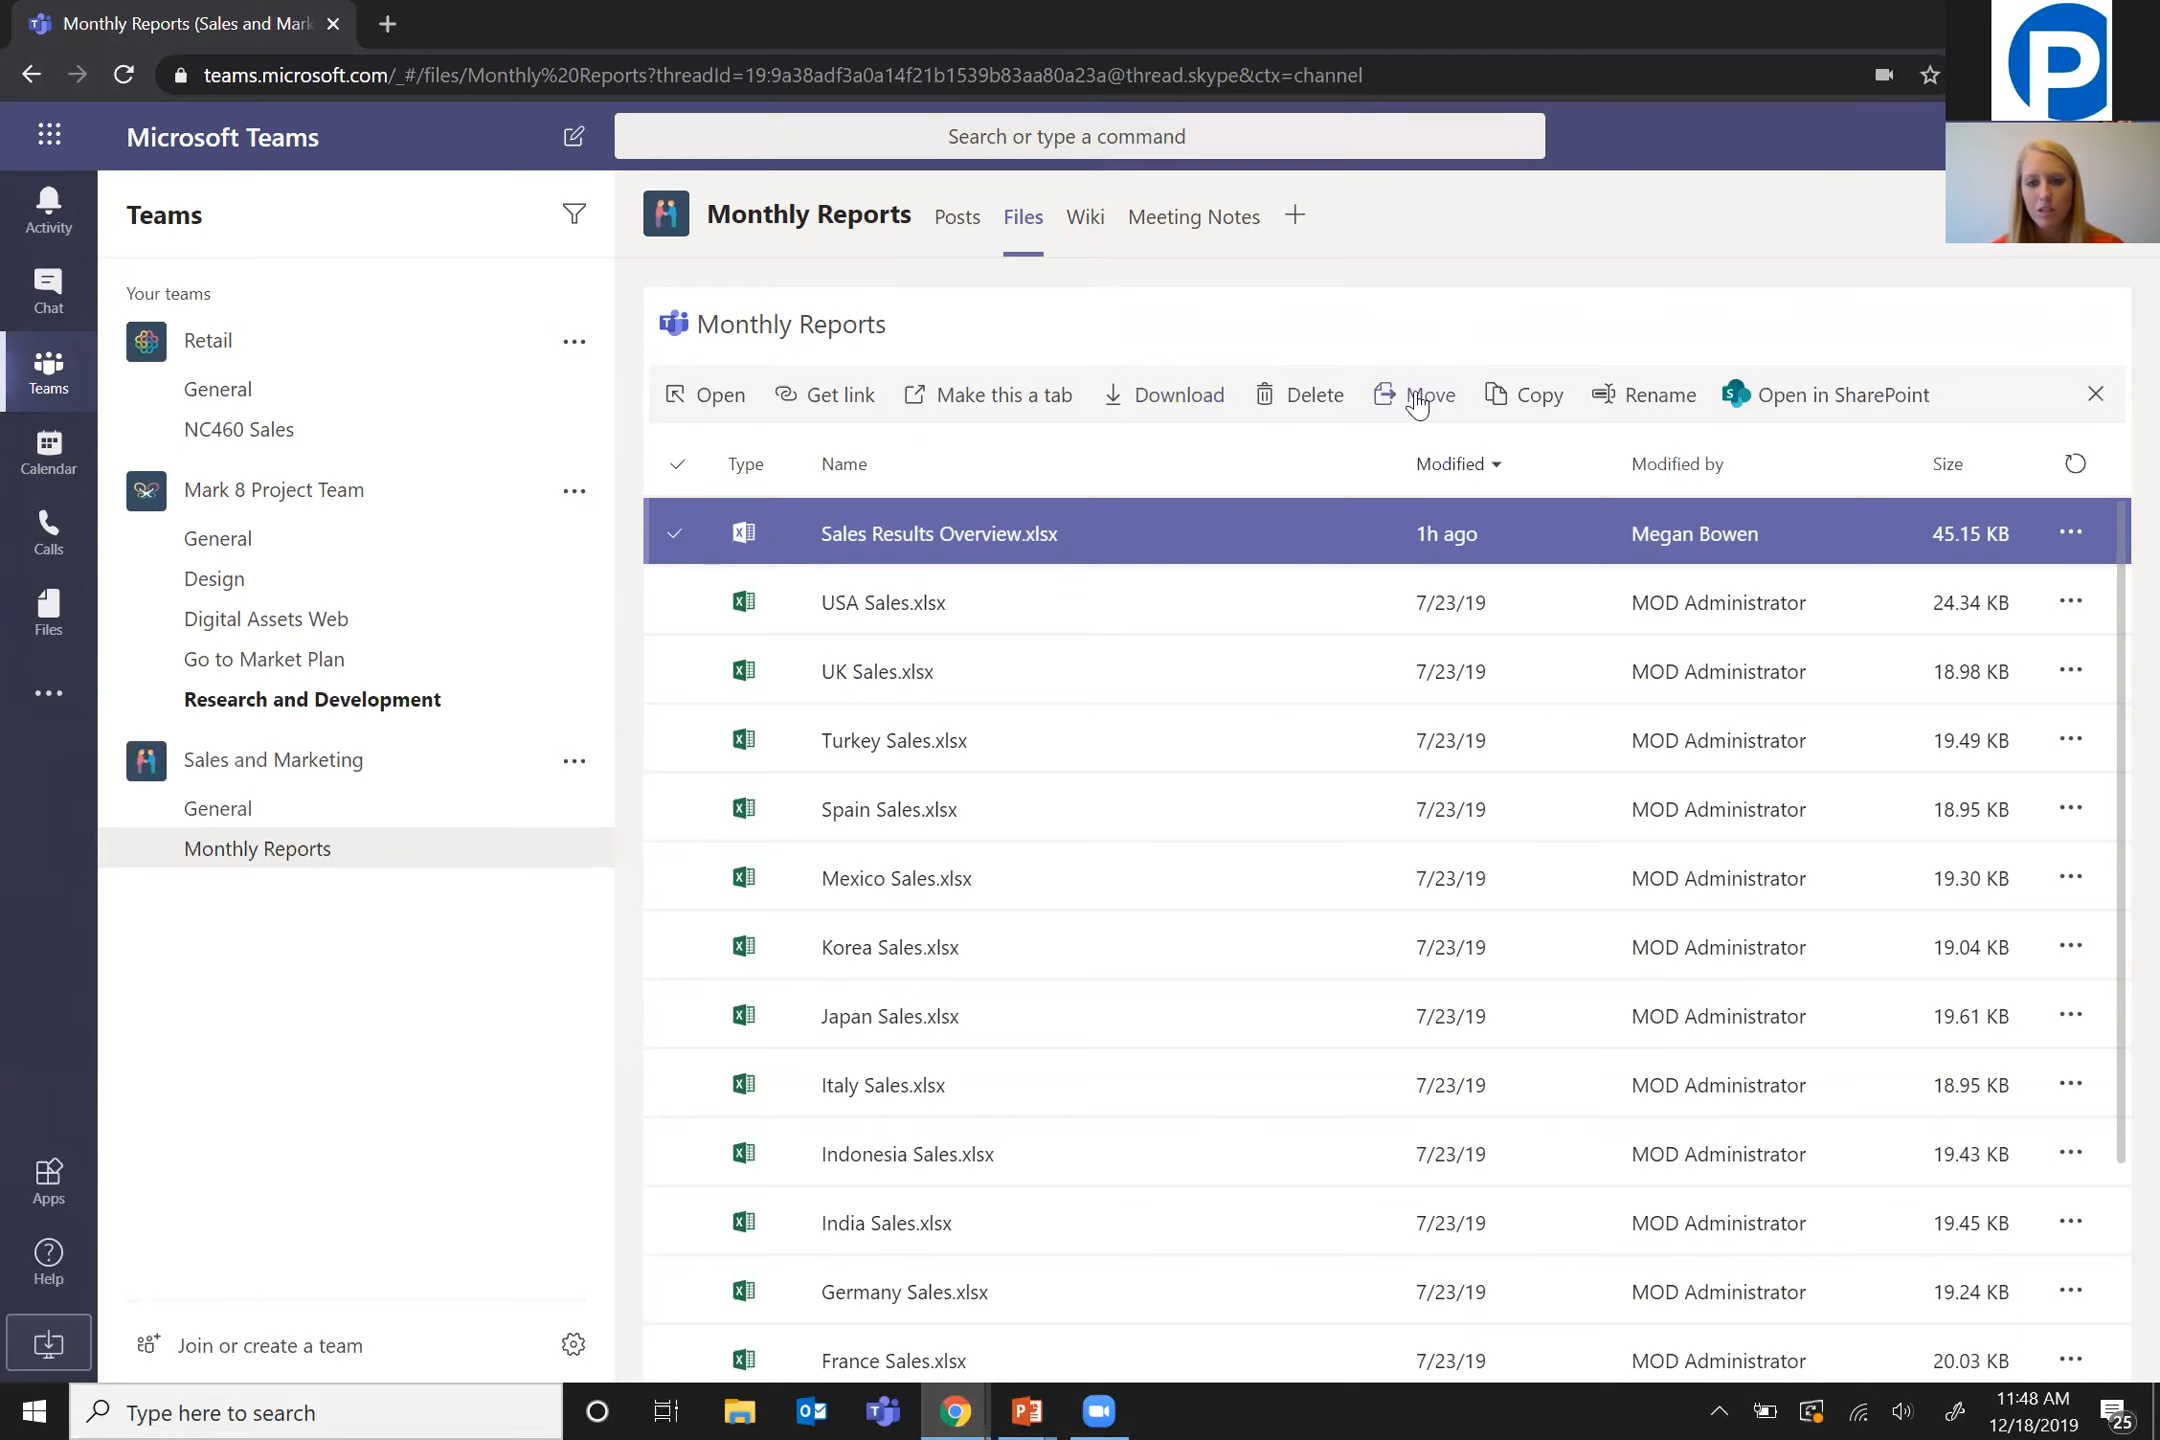 Monthly Reports (Sales and Mar
teams.microsoft.com/_#/files/Monthly%20Reports?threadId=19:9a38adf3a0a14f21b1539b83aa80a23a@thread.skype&ctx=channel
P
Microsoft Teams
Search or type a command
Activity
Chat
Teams
Calendar
Calls
Files
Apps
Help
Teams
Your teams
Retail
General
NC460 Sales
Mark 8 Project Team
General
Design
Digital Assets Web
Go to Market Plan
Research and Development
Sales and Marketing
General
Monthly Reports
Join or create a team
Monthly Reports Posts Files Wiki Meeting Notes
Monthly Reports
Open Get link Make this a tab Download Delete Move Copy Rename Open in SharePoint
Type Name Modified Modified by Size
Sales Results Overview.xlsx 1h ago Megan Bowen 45.15 KB
USA Sales.xlsx 7/23/19 MOD Administrator 24.34 KB
UK Sales.xlsx 7/23/19 MOD Administrator 18.98 KB
Turkey Sales.xlsx 7/23/19 MOD Administrator 19.49 KB
Spain Sales.xlsx 7/23/19 MOD Administrator 18.95 KB
Mexico Sales.xlsx 7/23/19 MOD Administrator 19.30 KB
Korea Sales.xlsx 7/23/19 MOD Administrator 19.04 KB
Japan Sales.xlsx 7/23/19 MOD Administrator 19.61 KB
Italy Sales.xlsx 7/23/19 MOD Administrator 18.95 KB
Indonesia Sales.xlsx 7/23/19 MOD Administrator 19.43 KB
India Sales.xlsx 7/23/19 MOD Administrator 19.45 KB
Germany Sales.xlsx 7/23/19 MOD Administrator 19.24 KB
France Sales.xlsx 7/23/19 MOD Administrator 20.03 KB
Type here to search
11:48 AM
12/18/2019
25